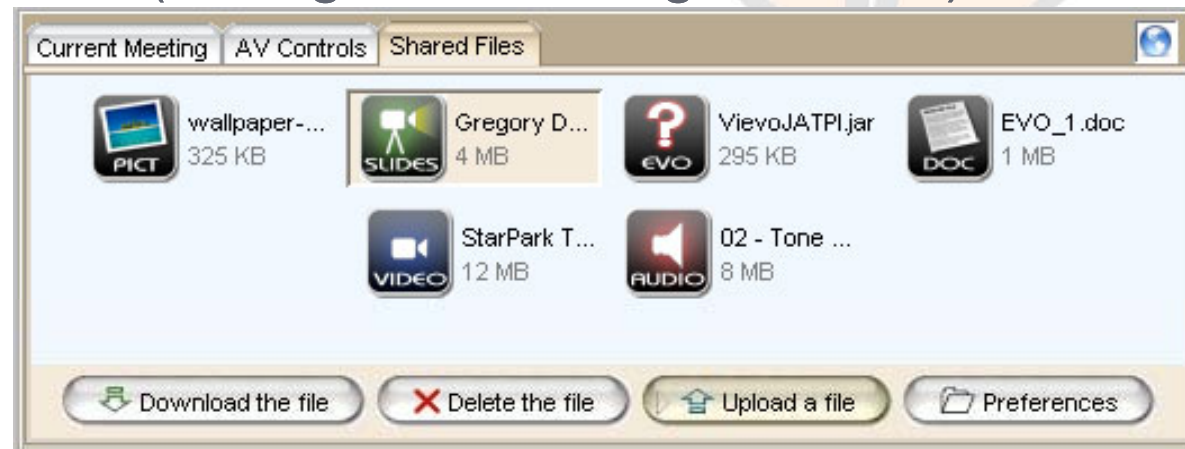 Current Meeting AV Controls Shared Files
wallpaper-... Gregory D... VievoJATPI.jar EVO_1.doc
325 KB 4 MB 295 KB 1 MB
PICT SLIDES EVO DOC
StarPark T... 02 - Tone ...
12 MB 8 MB
VIDEO AUDIO
Download the file Delete the file Upload a file Preferences